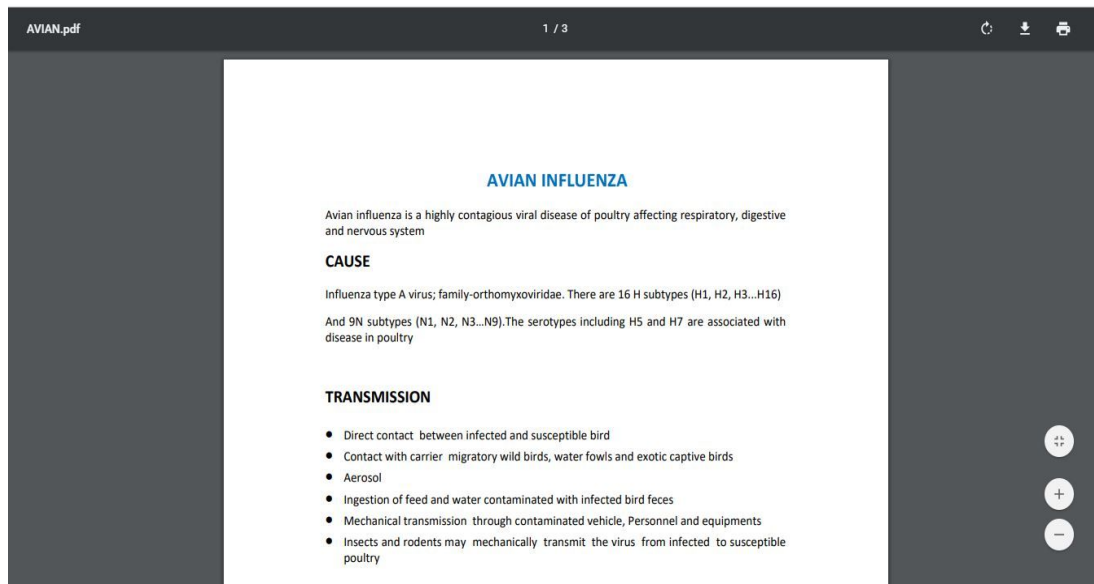 AVIAN.pdf
1 / 3
AVIAN INFLUENZA
Avian influenza is a highly contagious viral disease of poultry affecting respiratory, digestive
and nervous system
CAUSE
Influenza type A virus; family-orthomyxoviridae. There are 16 H subtypes (H1, H2, H3...H16)
And 9N subtypes (N1, N2, N3...N9).The serotypes including H5 and H7 are associated with
disease in poultry
TRANSMISSION
● Direct contact between infected and susceptible bird
● Contact with carrier migratory wild birds, water fowls and exotic captive birds
● Aerosol
● Ingestion of feed and water contaminated with infected bird feces
● Mechanical transmission through contaminated vehicle, Personnel and equipments
● Insects and rodents may mechanically transmit the virus from infected to susceptible
poultry